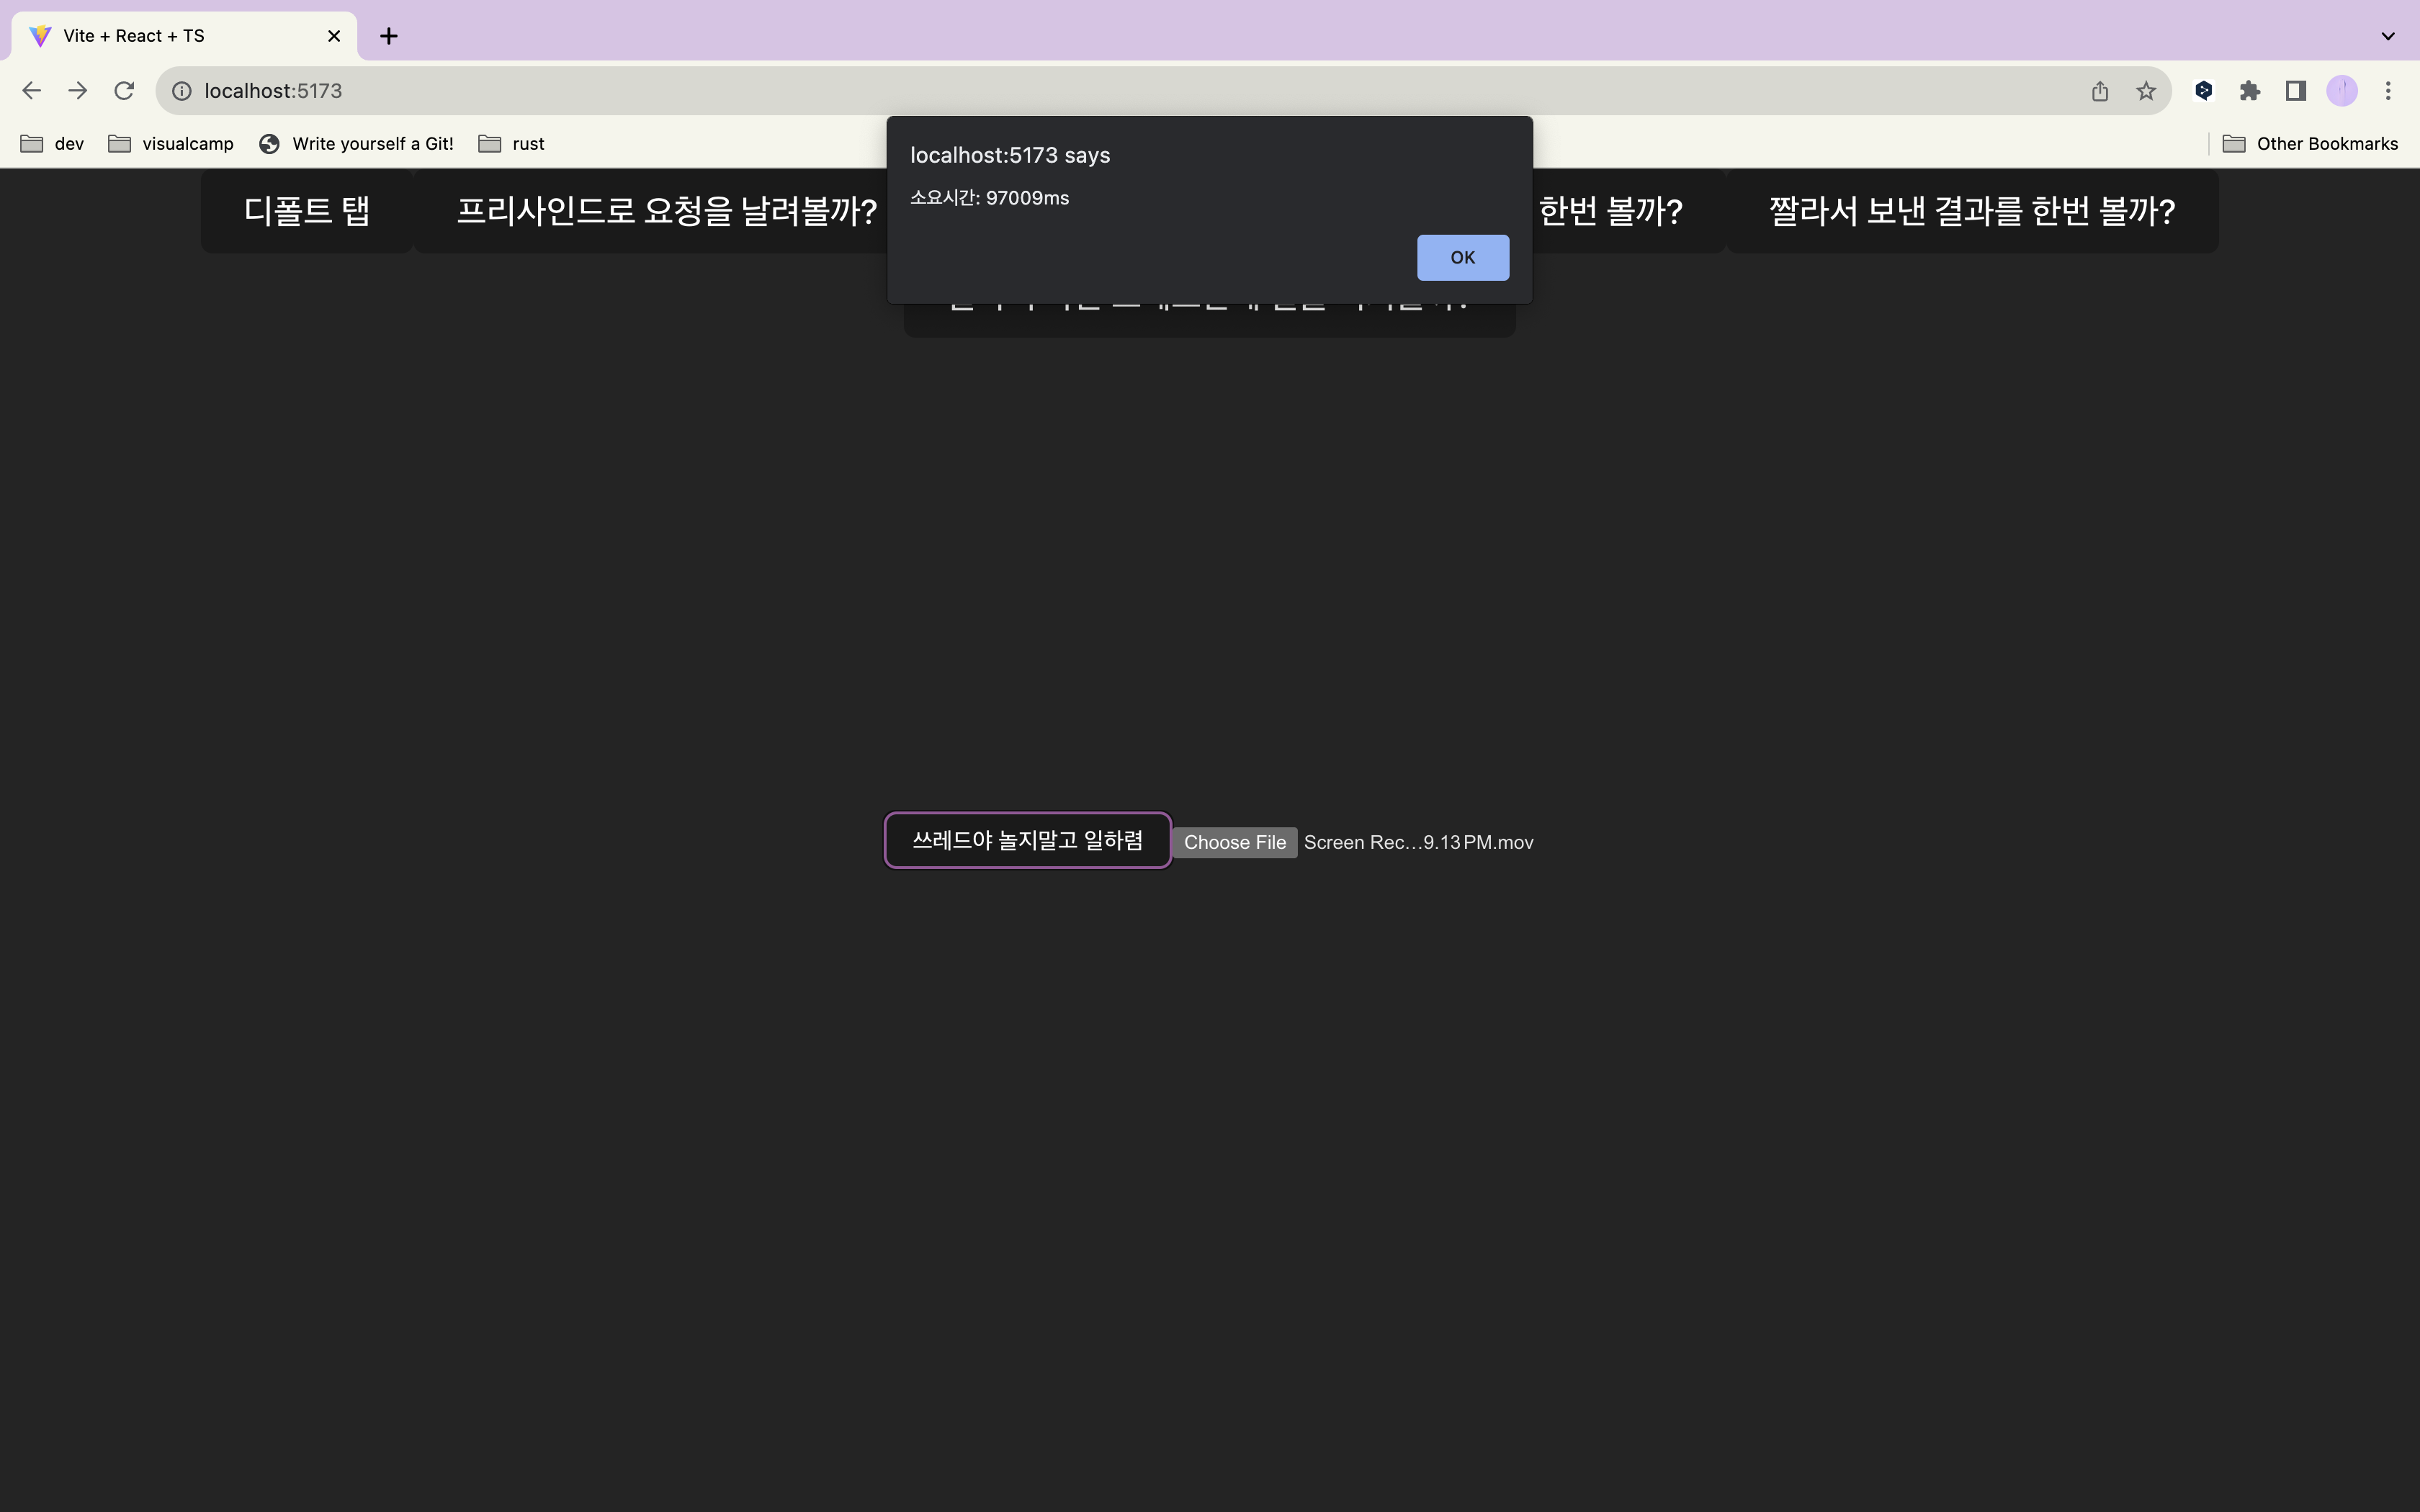 Vite + React + TS
localhost:5173
dev visualcamp Write yourself a Git! rust Other Bookmarks
localhost:5173 says
소요시간: 97009ms
OK
디폴트 탭 프리사인드로 요청을 날려볼까? 한번 볼까? 짤라서 보낸 결과를 한번 볼까?
쓰레드야 놀지말고 일하렴 Choose File Screen Rec...9.13 PM.mov